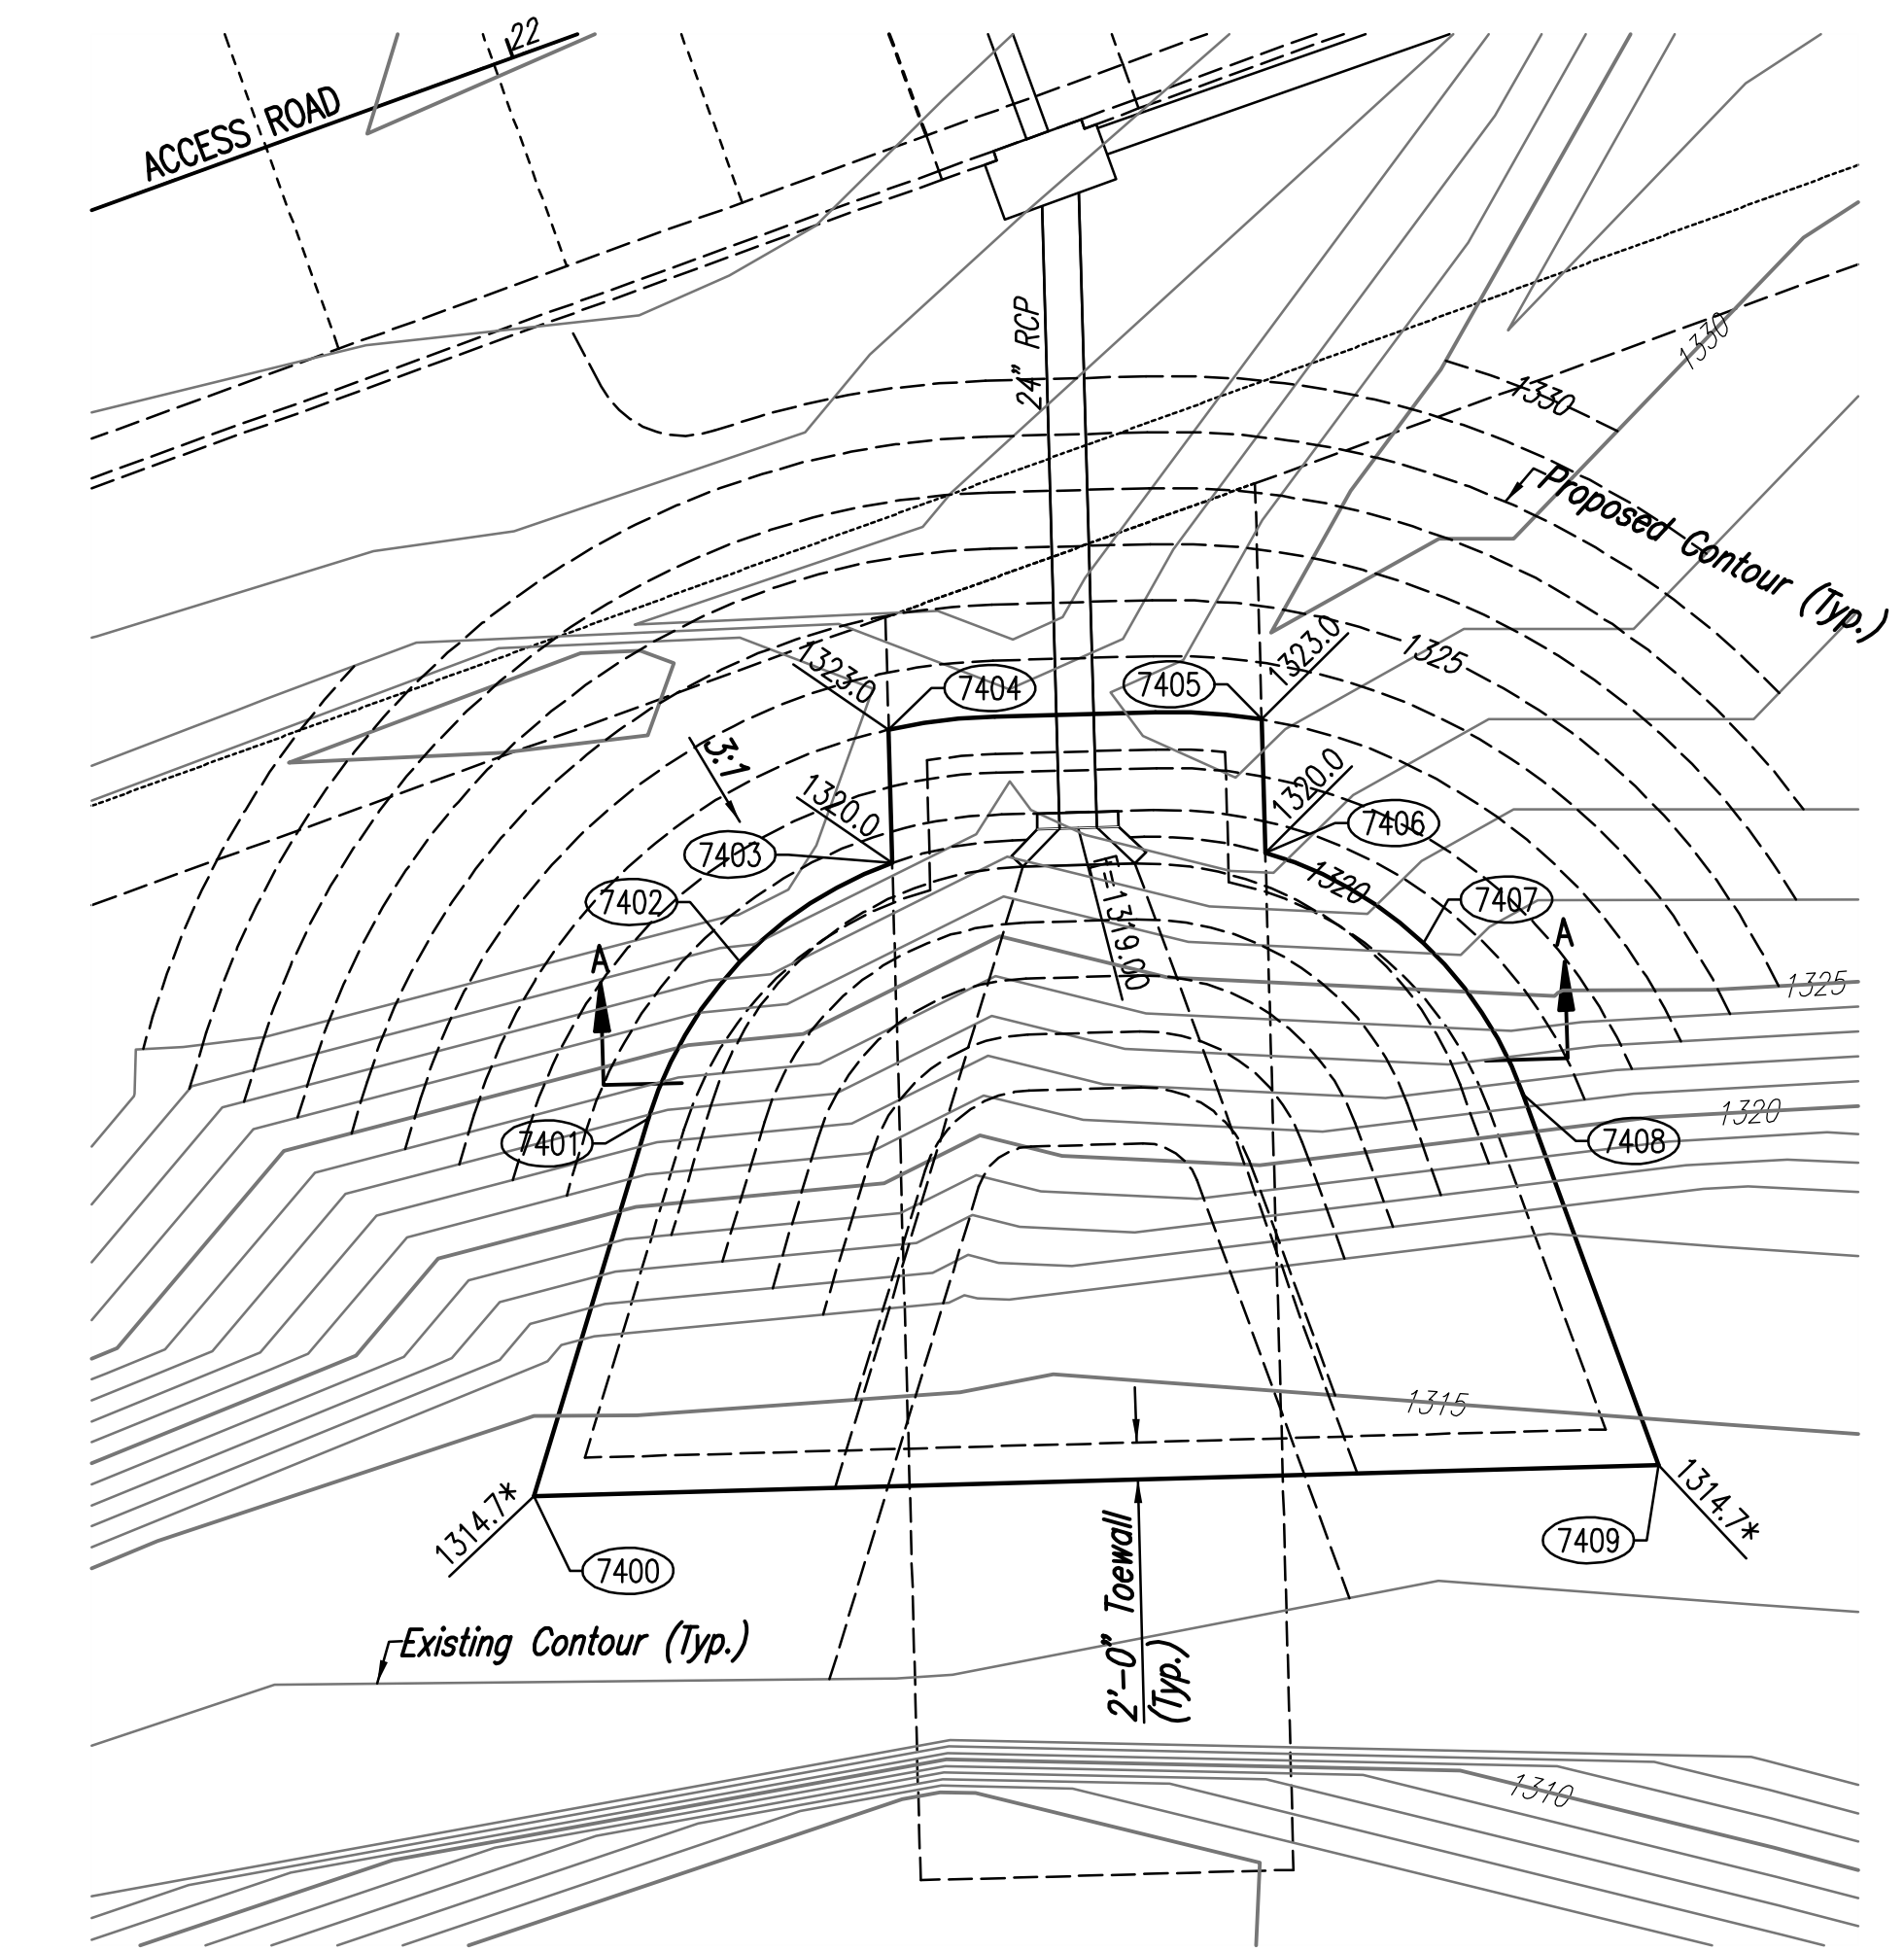 22
ACCESS ROAD
24" RCP
1330
1330
Proposed Contour (Typ.)
1325
1323.0
7404
7405
1323.0
3:1
1320.0
1320.0
7403
7406
7402
1320
7407
E=1319.00
A
A
1325
1320
7401
7408
1315
1314.7*
1314.7*
7400
7409
2'-0" Toewall
(Typ.)
Existing Contour (Typ.)
1310